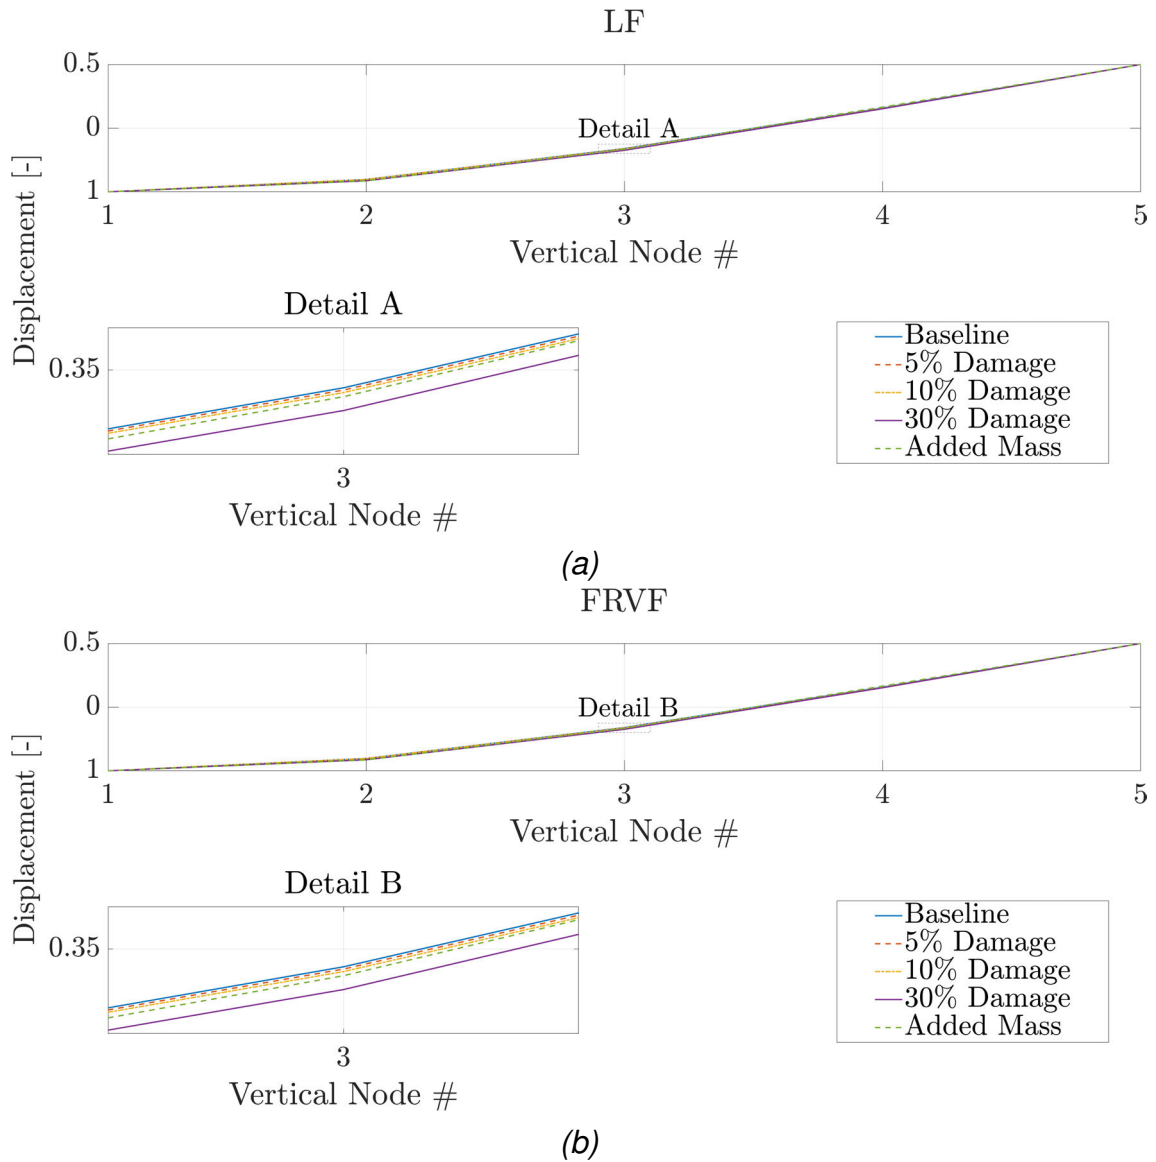 LF
0.5
0
1
Detail A
1 2 3 4 5
Vertical Node #
Displacement [-]
Detail A
0.35
3
Vertical Node #
Baseline
5% Damage
10% Damage
30% Damage
Added Mass
(a)
FRVF
0.5
0
1
Detail B
1 2 3 4 5
Vertical Node #
Displacement [-]
Detail B
0.35
3
Vertical Node #
Baseline
5% Damage
10% Damage
30% Damage
Added Mass
(b)